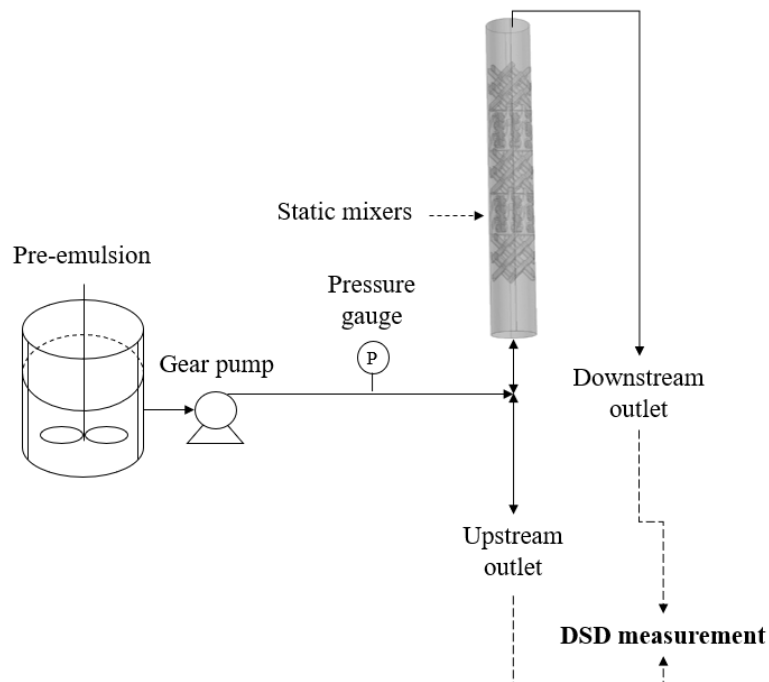 Static mixers
Pre-emulsion
Pressure
gauge
P
Gear pump
Downstream
outlet
Upstream
outlet
DSD measurement